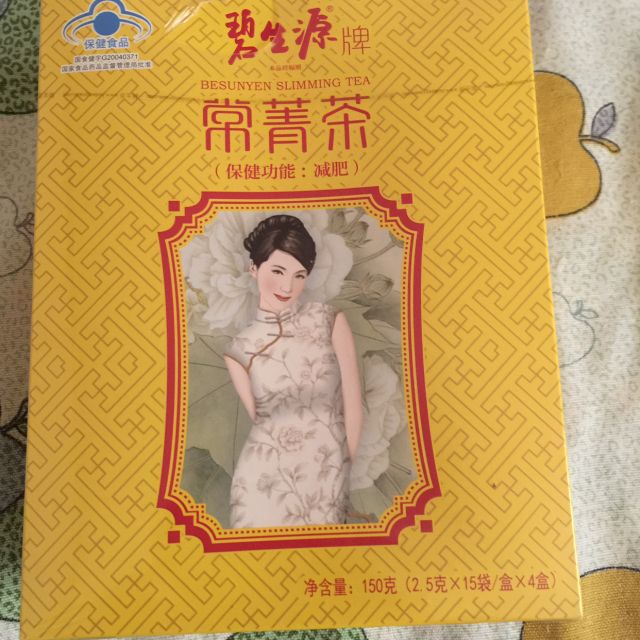 保健食品
国食健字G20040371
国家食品药品监督管理局批准
碧生源®牌
BESUNYEN SLIMMING TEA
常菁茶
（保健功能：减肥）
净含量：150克（2.5克×15袋/盒×4盒）